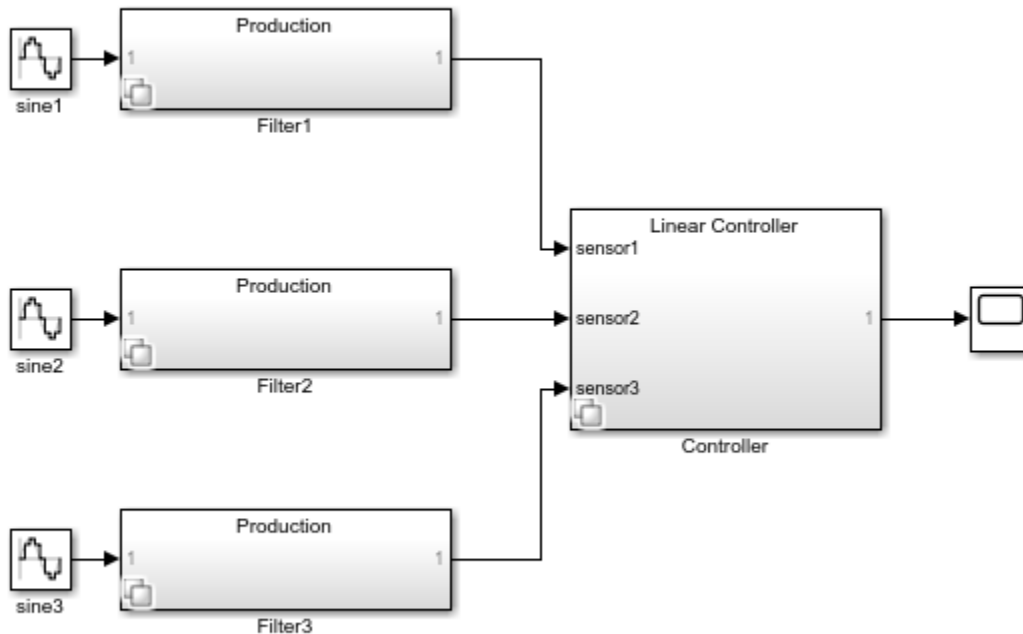 Production
1
1
sine1
Filter1
Linear Controller
sensor1
Production
1
1
sensor2
1
sine2
Filter2
sensor3
Controller
Production
1
1
sine3
Filter3